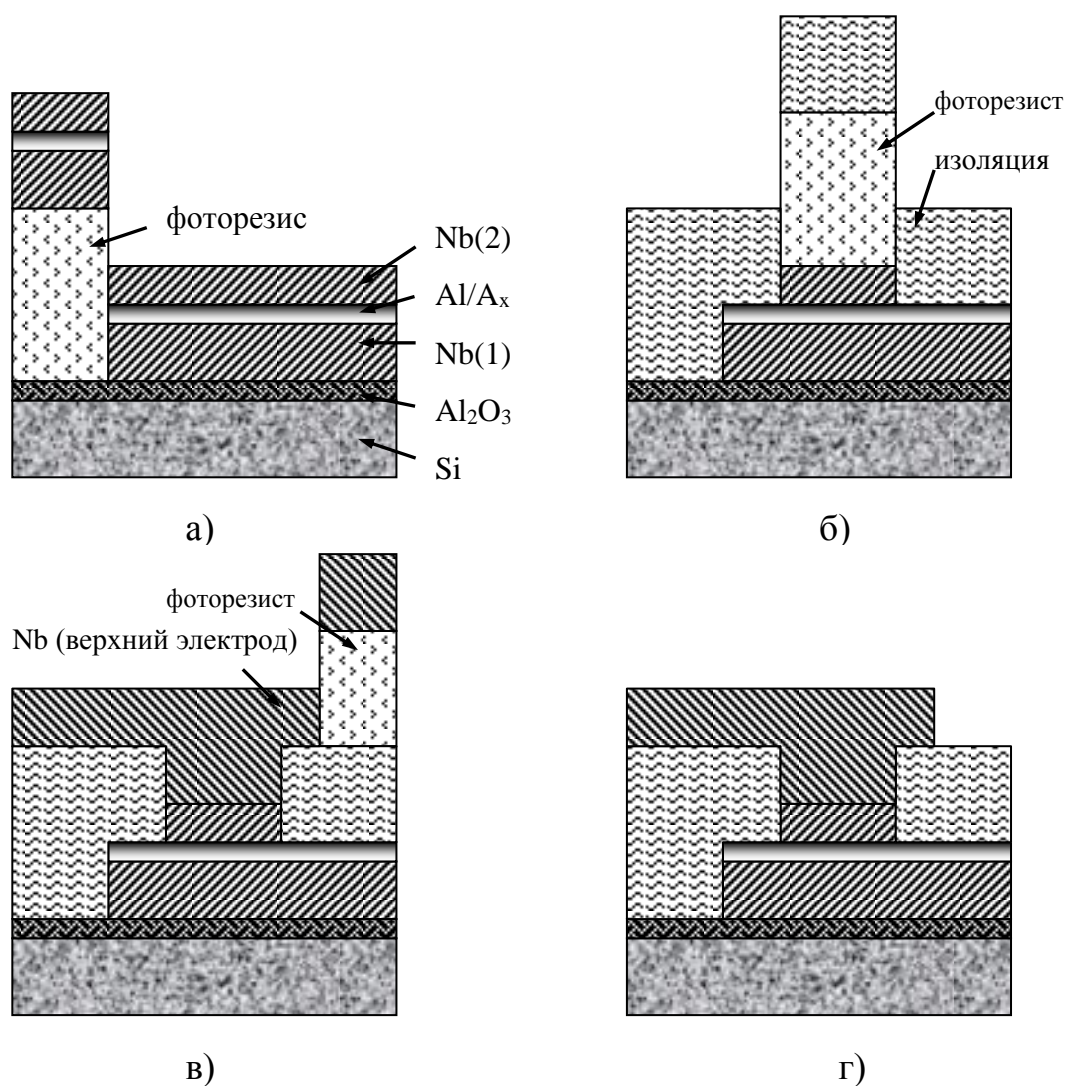 фоторезис
Nb(2)
Al/Aₓ
Nb(1)
Al₂O₃
Si
а)
фоторезист
изоляция
б)
фоторезист
Nb (верхний электрод)
в)
г)